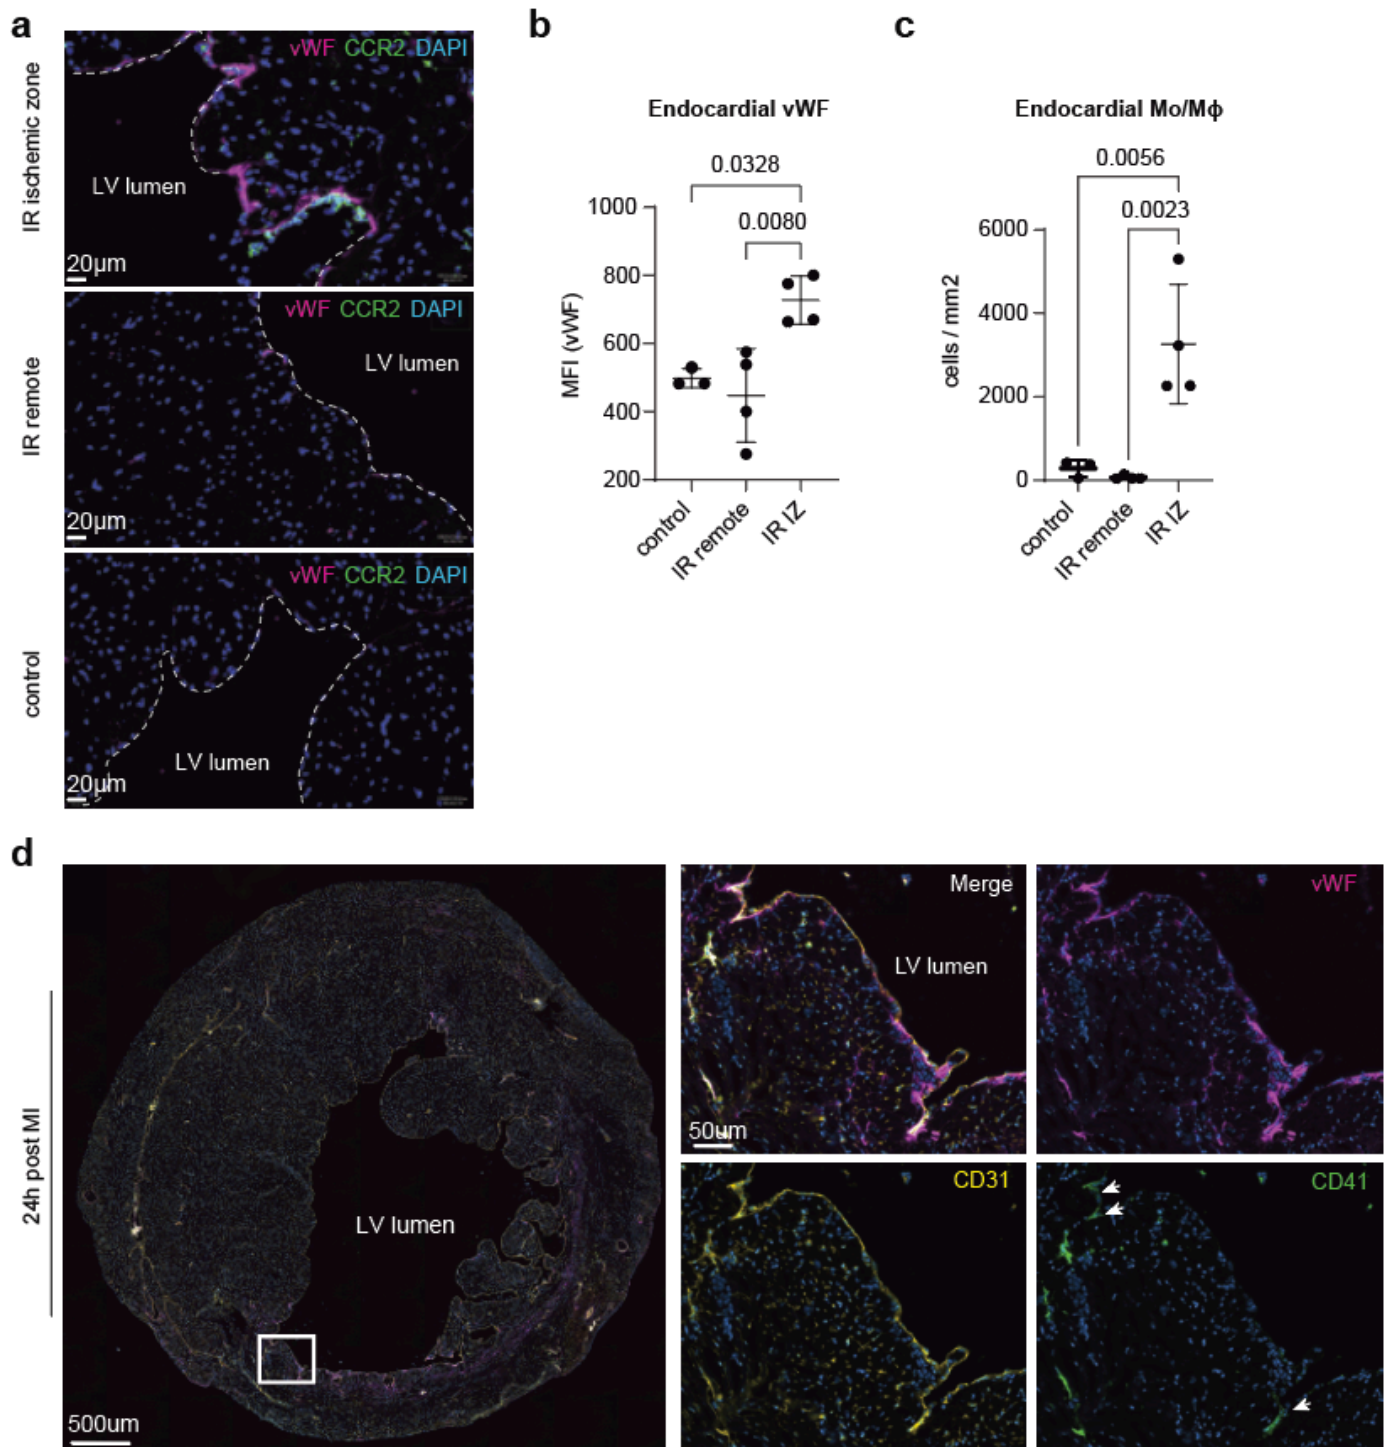 a
IR ischemic zone
vWF CCR2 DAPI
LV lumen
20µm
IR remote
vWF CCR2 DAPI
LV lumen
20µm
control
vWF CCR2 DAPI
LV lumen
20µm
b
Endocardial vWF
0.0328
0.0080
MFI (vWF)
1000
800
600
400
200
control
IR remote
IR IZ
c
Endocardial Mo/Mϕ
0.0056
0.0023
cells / mm2
6000
4000
2000
0
control
IR remote
IR IZ
d
24h post MI
LV lumen
500um
Merge
LV lumen
50um
vWF
CD31
CD41